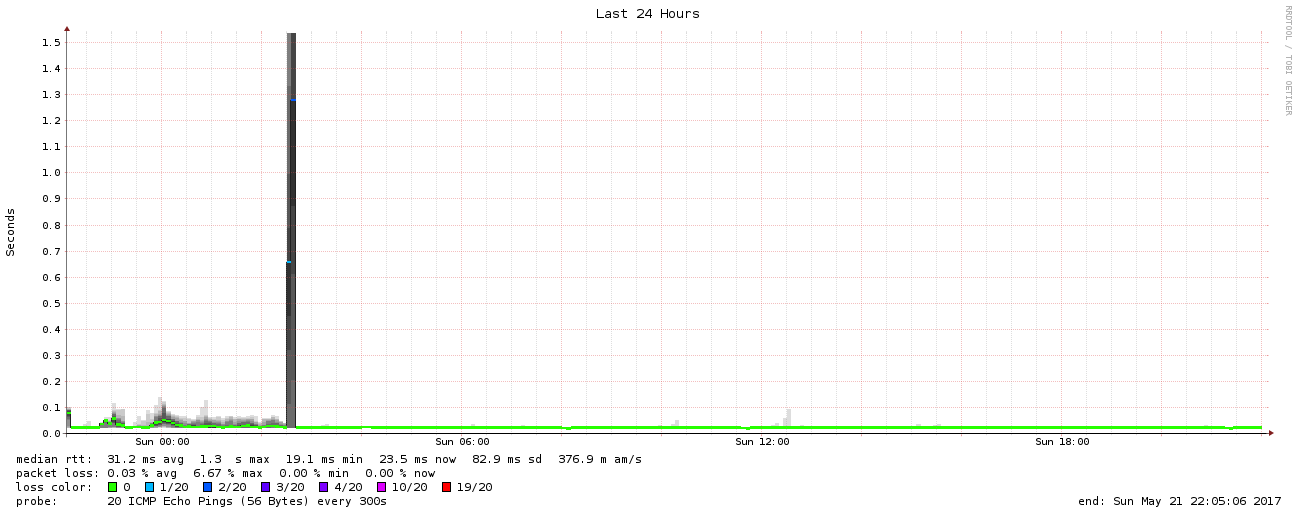 Last 24 Hours
RRDTOOL / TOBI OETIKER
Seconds
1.5
1.4
1.3
1.2
1.1
1.0
0.9
0.8
0.7
0.6
0.5
0.4
0.3
0.2
0.1
0.0
Sun 00:00 Sun 06:00 Sun 12:00 Sun 18:00
median rtt: 31.2 ms avg 1.3 s max 19.1 ms min 23.5 ms now 82.9 ms sd 376.9 m am/s
packet loss: 0.03 % avg 6.67 % max 0.00 % min 0.00 % now
loss color: 0 1/20 2/20 3/20 4/20 10/20 19/20
probe: 20 ICMP Echo Pings (56 Bytes) every 300s end: Sun May 21 22:05:06 2017